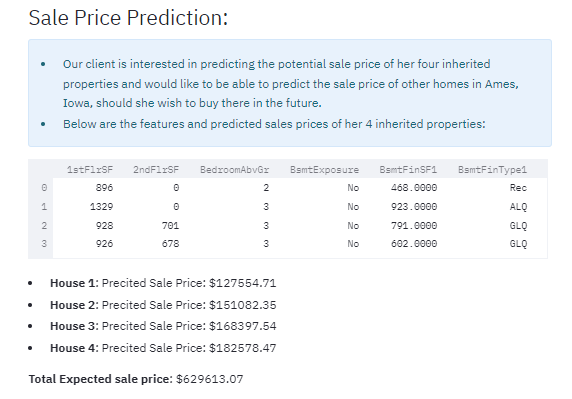 Sale Price Prediction:
• Our client is interested in predicting the potential sale price of her four inherited
properties and would like to be able to predict the sale price of other homes in Ames,
Iowa, should she wish to buy there in the future.
• Below are the features and predicted sales prices of her 4 inherited properties:
1stFlrSF 2ndFlrSF BedroomAbvGr BsmtExposure BsmtFinSF1 BsmtFinType1
0 896 0 2 No 468.0000 Rec
1 1329 0 3 No 923.0000 ALQ
2 928 701 3 No 791.0000 GLQ
3 926 678 3 No 602.0000 GLQ
• House 1: Precited Sale Price: $127554.71
• House 2: Precited Sale Price: $151082.35
• House 3: Precited Sale Price: $168397.54
• House 4: Precited Sale Price: $182578.47
Total Expected sale price: $629613.07